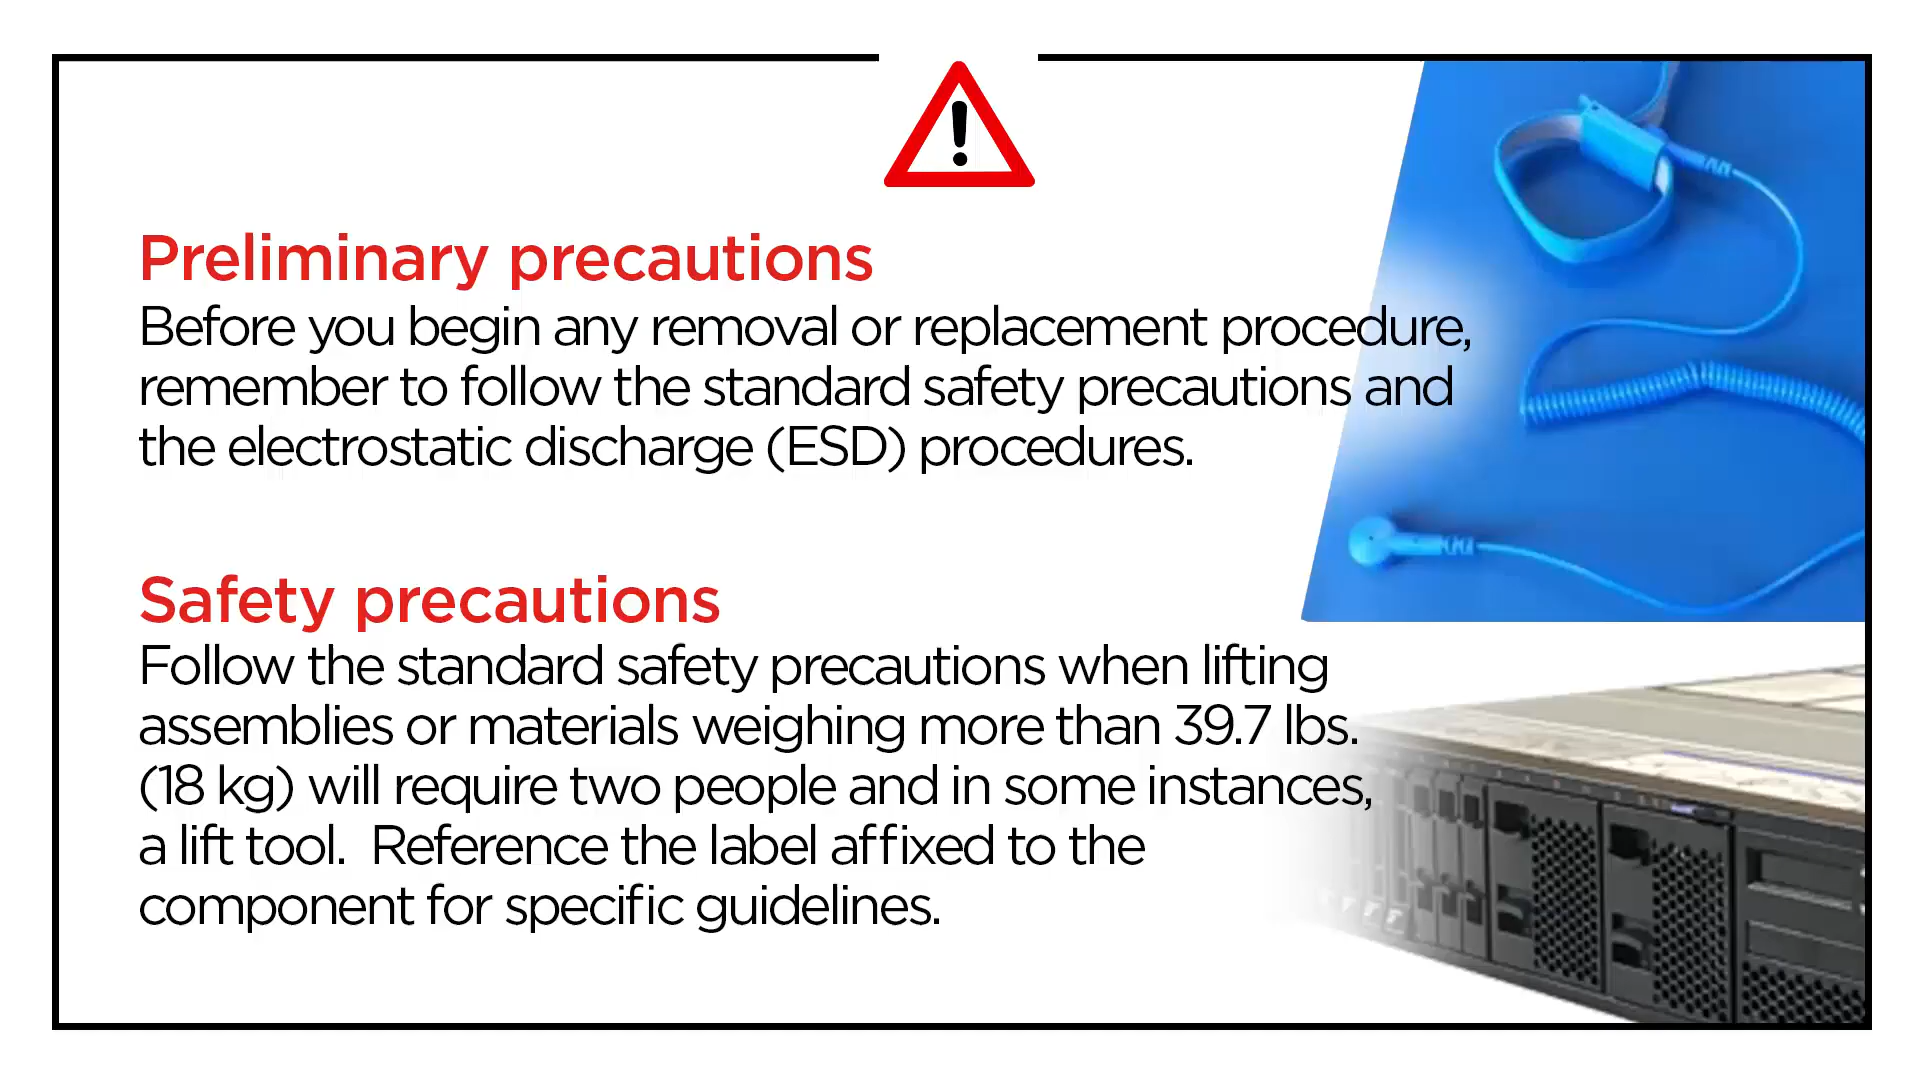 Preliminary precautions
Before you begin any removal or replacement procedure,
remember to follow the standard safety precautions and
the electrostatic discharge (ESD) procedures.
Safety precautions
Follow the standard safety precautions when lifting
assemblies or materials weighing more than 39.7 lbs.
(18 kg) will require two people and in some instances,
a lift tool.  Reference the label affixed to the
component for specific guidelines.